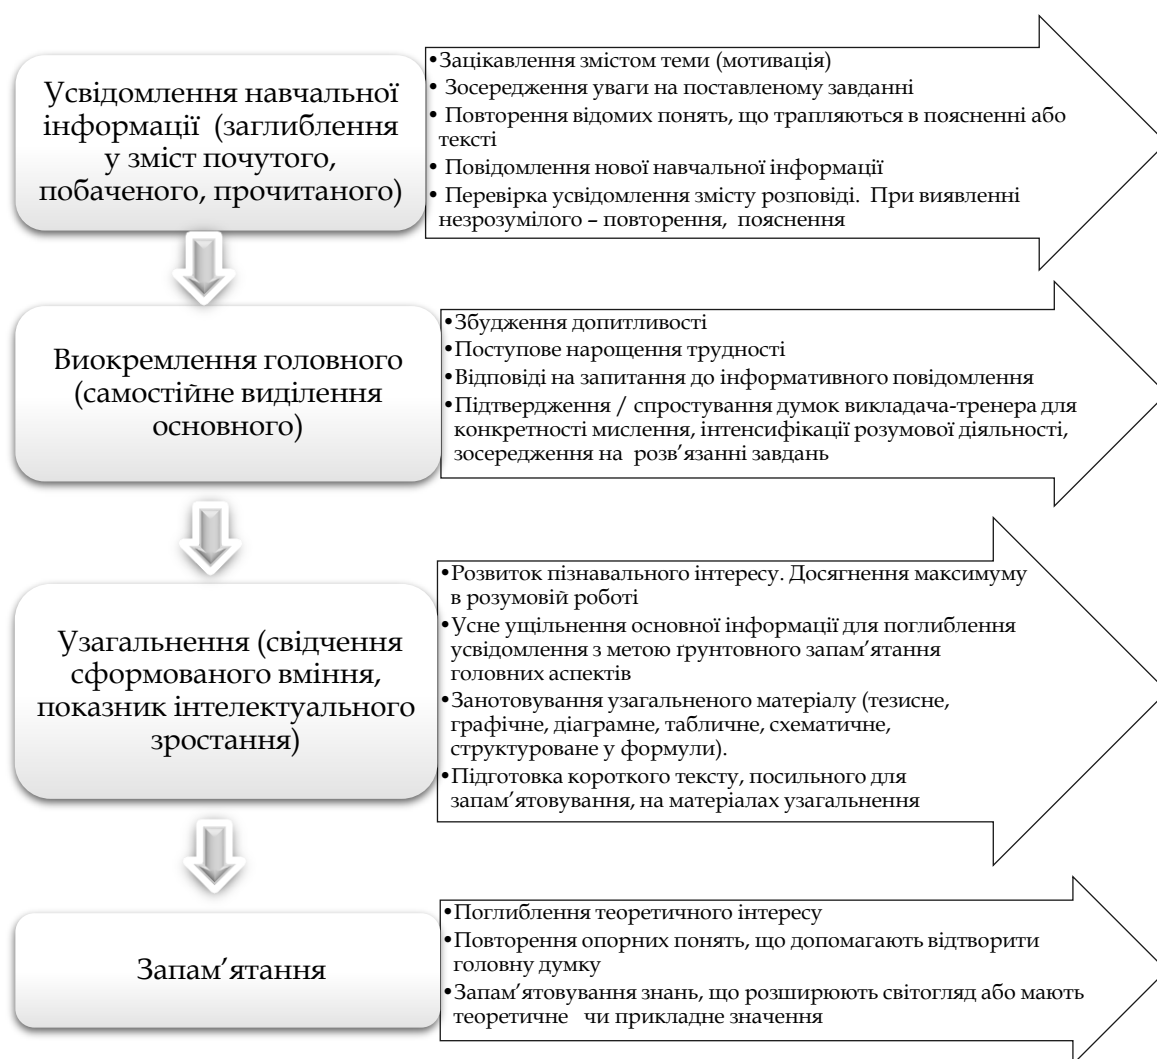 Усвідомлення навчальної
інформації (заглиблення
у зміст почутого,
побаченого, прочитаного)
•Зацікавлення змістом теми (мотивація)
• Зосередження уваги на поставленому завданні
• Повторення відомих понять, що трапляються в поясненні або
тексті
• Повідомлення нової навчальної інформації
• Перевірка усвідомлення змісту розповіді. При виявленні
незрозумілого – повторення, пояснення
Виокремлення головного
(самостійне виділення
основного)
•Збудження допитливості
•Поступове нарощення трудності
•Відповіді на запитання до інформативного повідомлення
•Підтвердження / спростування думок викладача-тренера для
конкретності мислення, інтенсифікації розумової діяльності,
зосередження на розв’язанні завдань
Узагальнення (свідчення
сформованого вміння,
показник інтелектуального
зростання)
•Розвиток пізнавального інтересу. Досягнення максимуму
в розумовій роботі
•Усне ущільнення основної інформації для поглиблення
усвідомлення з метою ґрунтовного запам’ятання
головних аспектів
•Занотовування узагальненого матеріалу (тезисне,
графічне, діаграмне, табличне, схематичне,
структуроване у формули).
•Підготовка короткого тексту, посильного для
запам’ятовування, на матеріалах узагальнення
Запам’ятання
•Поглиблення теоретичного інтересу
•Повторення опорних понять, що допомагають відтворити
головну думку
•Запам’ятовування знань, що розширюють світогляд або мають
теоретичне чи прикладне значення